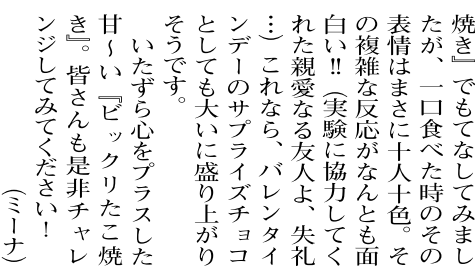 焼き』でもてなしてみまし
たが、一口食べた時のその
表情はまさに十人十色。そ
の複雑な反応がなんとも面
白い!!（実験に協力してく
れた親愛なる友人よ、失礼
…）これなら、バレンタイ
ンデーのサプライズチョコ
としても大いに盛り上がり
そうです。
　いたずら心をプラスした
甘～い『ビックリたこ焼
き』。皆さんも是非チャレ
ンジしてみてください！
（ミーナ）